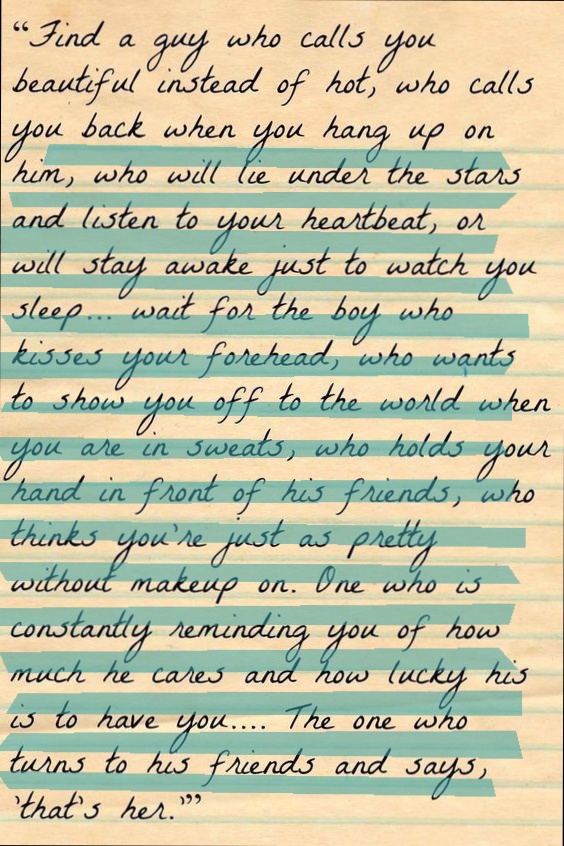 “Find a guy who calls you
beautiful instead of hot, who calls
you back when you hang up on
him, who will lie under the stars
and listen to your heartbeat, or
will stay awake just to watch you
sleep... wait for the boy who
kisses your forehead, who wants
to show you off to the world when
you are in sweats, who holds your
hand in front of his friends, who
thinks you're just as pretty
without makeup on. One who is
constantly reminding you of how
much he cares and how lucky his
is to have you.... The one who
turns to his friends and says,
'that's her.'”